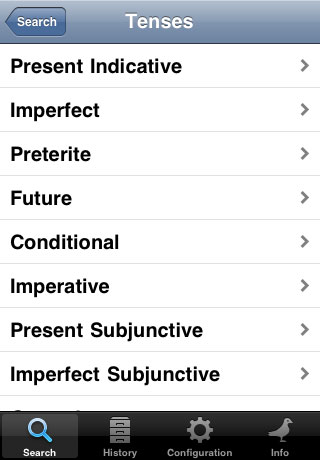 Search
Tenses
Present Indicative
Imperfect
Preterite
Future
Conditional
Imperative
Present Subjunctive
Imperfect Subjunctive
Search
History
Configuration
Info